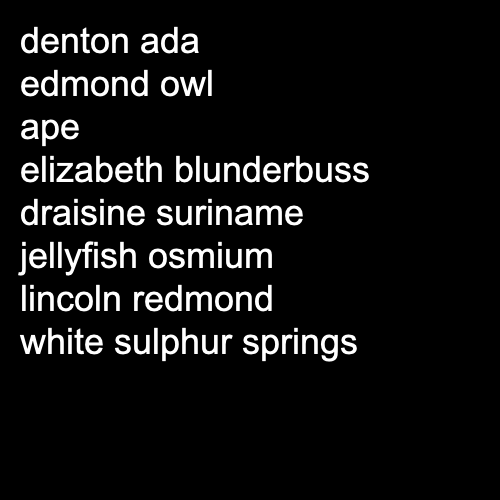 denton ada
edmond owl
ape
elizabeth blunderbuss
draisine suriname
jellyfish osmium
lincoln redmond
white sulphur springs